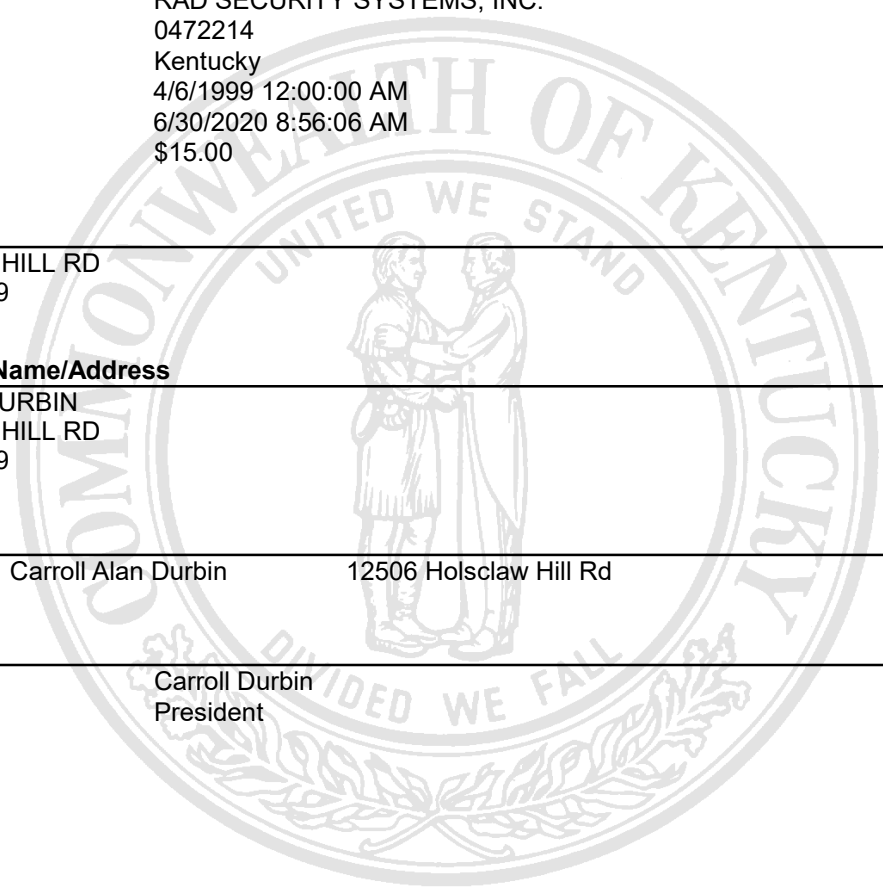 RAD SECURITY SYSTEMS, INC.
0472214
Kentucky
4/6/1999 12:00:00 AM
6/30/2020 8:56:06 AM
$15.00
HILL RD
9
Name/Address
URBIN
HILL RD
9
Carroll Alan Durbin 12506 Holsclaw Hill Rd
Carroll Durbin
President
COMMONWEALTH OF KENTUCKY
UNITED WE STAND
DIVIDED WE FALL